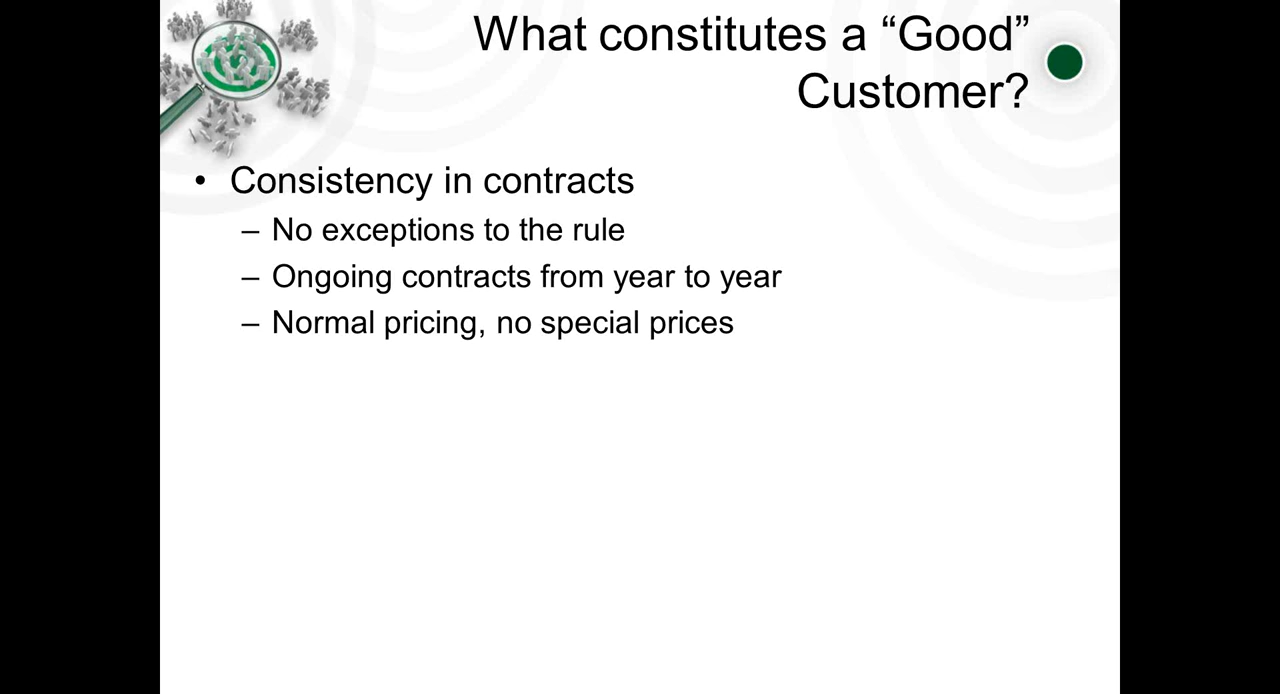 What constitutes a “Good”
Customer?
• Consistency in contracts
– No exceptions to the rule
– Ongoing contracts from year to year
– Normal pricing, no special prices